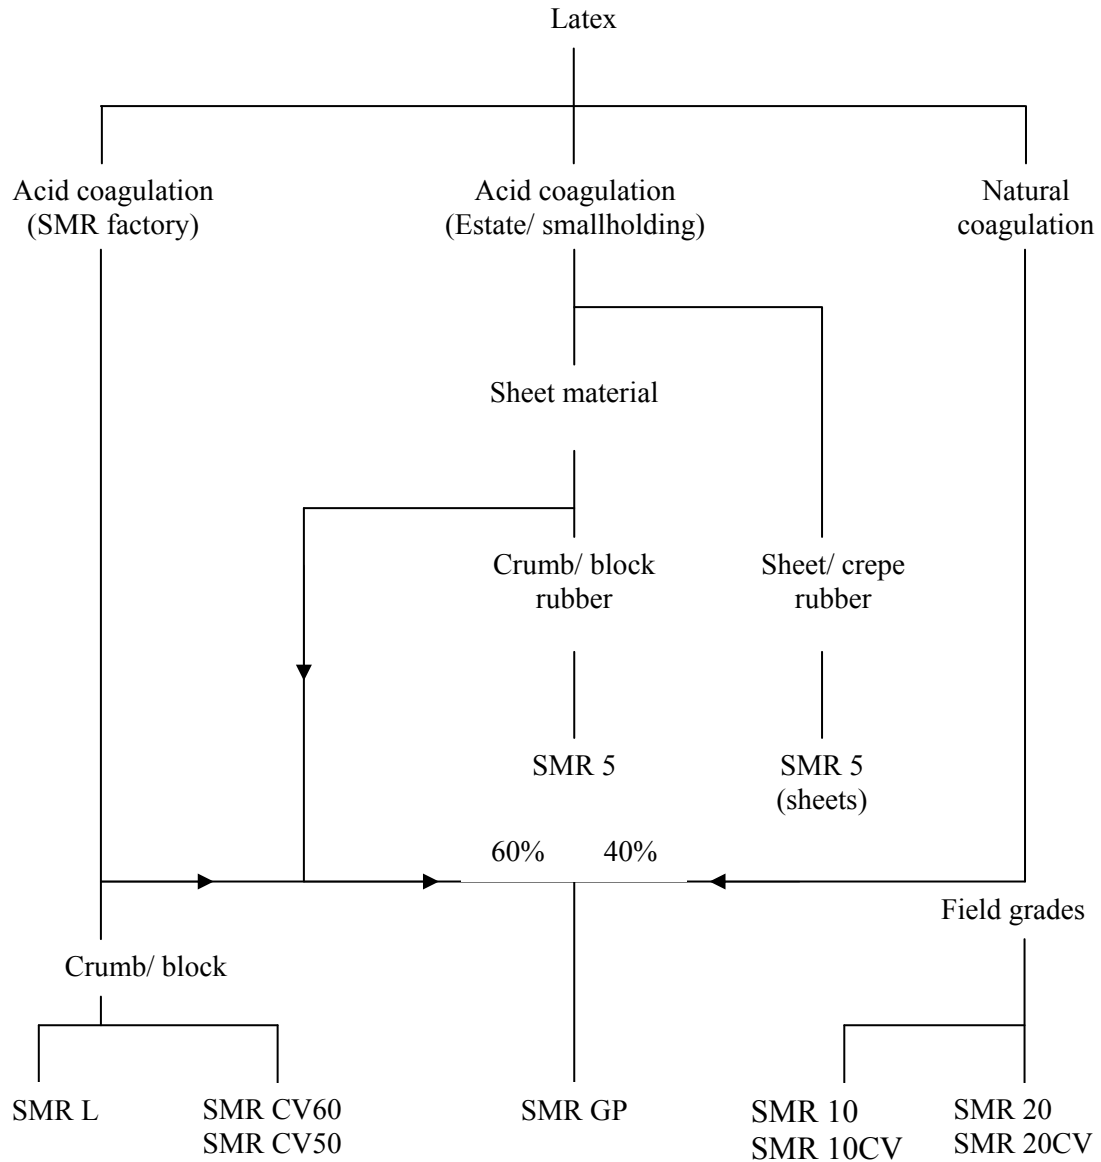 Latex
Acid coagulation
(SMR factory)
Acid coagulation
(Estate/ smallholding)
Natural
coagulation
Sheet material
Crumb/ block
rubber
Sheet/ crepe
rubber
SMR 5
SMR 5
(sheets)
60%
40%
Field grades
Crumb/ block
SMR L
SMR CV60
SMR CV50
SMR GP
SMR 10
SMR 10CV
SMR 20
SMR 20CV